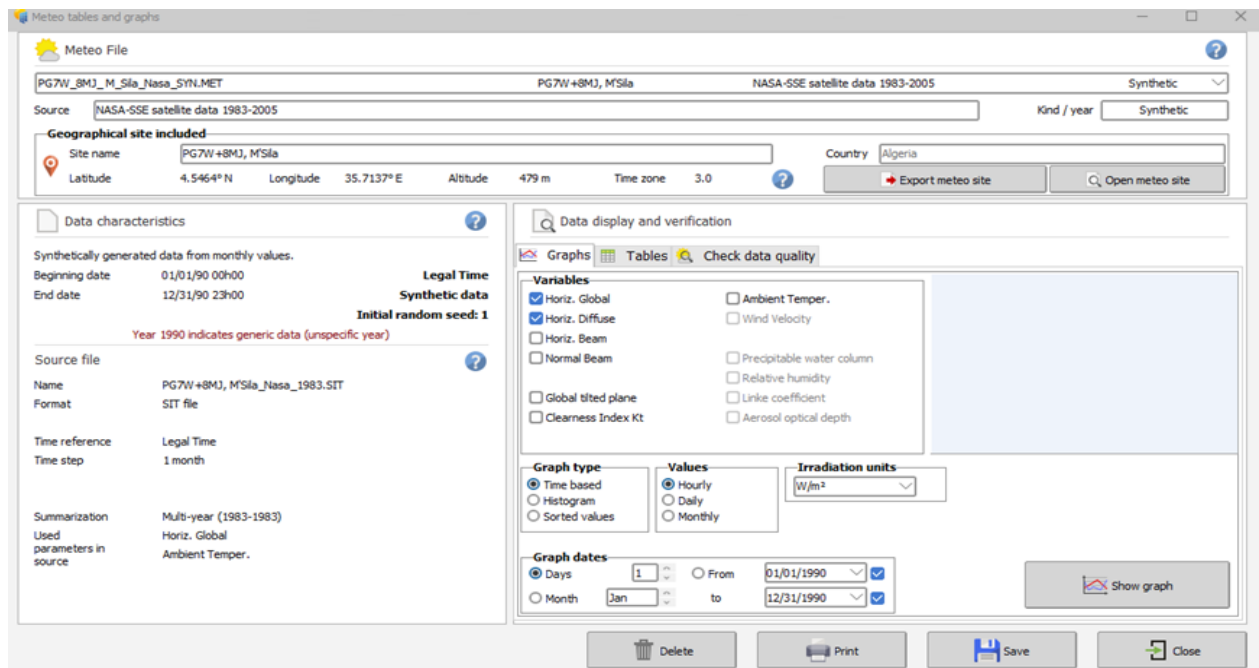 Meteo tables and graphs
Meteo File
PG7W_8MJ_ M_Sila_Nasa_SYN.MET PG7W+8MJ, M'Sila NASA-SSE satellite data 1983-2005 Synthetic
Source NASA-SSE satellite data 1983-2005 Kind / year Synthetic
Geographical site included
Site name PG7W+8MJ, M'Sila Country Algeria
Latitude 4.5464° N Longitude 35.7137° E Altitude 479 m Time zone 3.0 Export meteo site Open meteo site
Data characteristics
Synthetically generated data from monthly values.
Beginning date 01/01/90 00h00 Legal Time
End date 12/31/90 23h00 Synthetic data
Initial random seed: 1
Year 1990 indicates generic data (unspecific year)
Source file
Name PG7W+8MJ, M'Sila_Nasa_1983.SIT
Format SIT file
Time reference Legal Time
Time step 1 month
Summarization Multi-year (1983-1983)
Used parameters in source Horiz. Global
Ambient Temper.
Data display and verification
Graphs Tables Check data quality
Variables
Horiz. Global Ambient Temper.
Horiz. Diffuse Wind Velocity
Horiz. Beam
Normal Beam Precipitable water column
Relative humidity
Global tilted plane Linke coefficient
Clearness Index Kt Aerosol optical depth
Graph type Values Irradiation units
Time based Hourly W/m²
Histogram Daily
Sorted values Monthly
Graph dates
Days 1 From 01/01/1990
Month Jan to 12/31/1990
Show graph
Delete Print Save Close